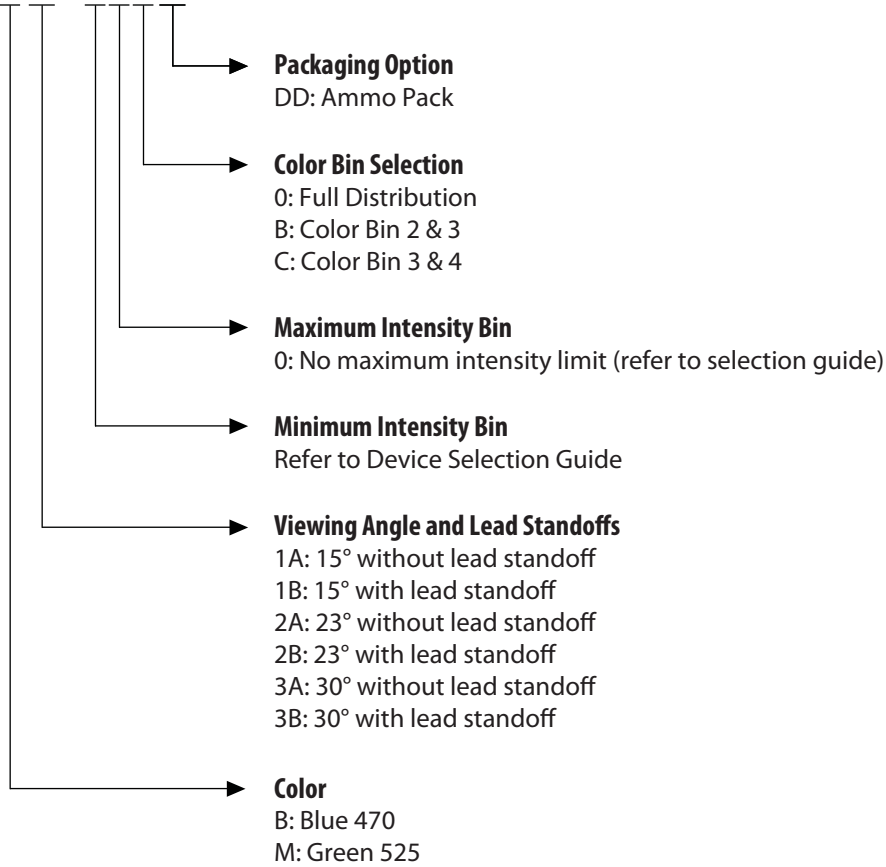 Packaging Option
DD: Ammo Pack
Color Bin Selection
0: Full Distribution
B: Color Bin 2 & 3
C: Color Bin 3 & 4
Maximum Intensity Bin
0: No maximum intensity limit (refer to selection guide)
Minimum Intensity Bin
Refer to Device Selection Guide
Viewing Angle and Lead Standoffs
1A: 15° without lead standoff
1B: 15° with lead standoff
2A: 23° without lead standoff
2B: 23° with lead standoff
3A: 30° without lead standoff
3B: 30° with lead standoff
Color
B: Blue 470
M: Green 525